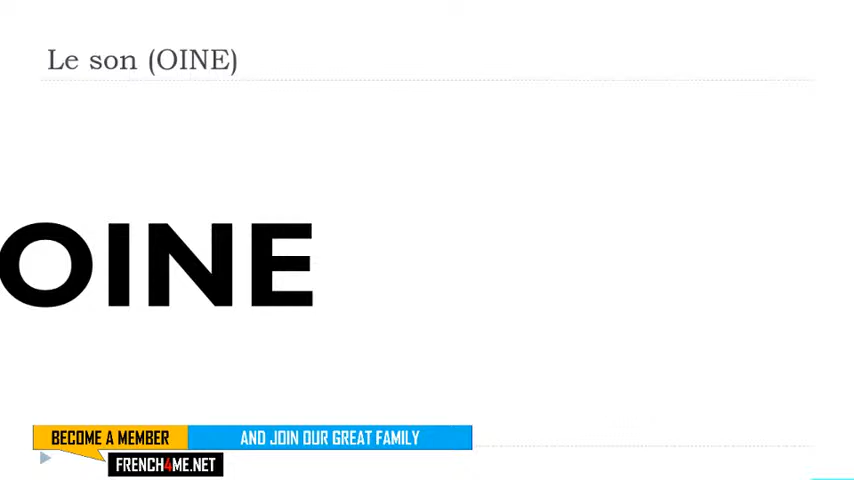 Le son (OINE)
OINE
BECOME A MEMBER AND JOIN OUR GREAT FAMILY
FRENCH4ME.NET